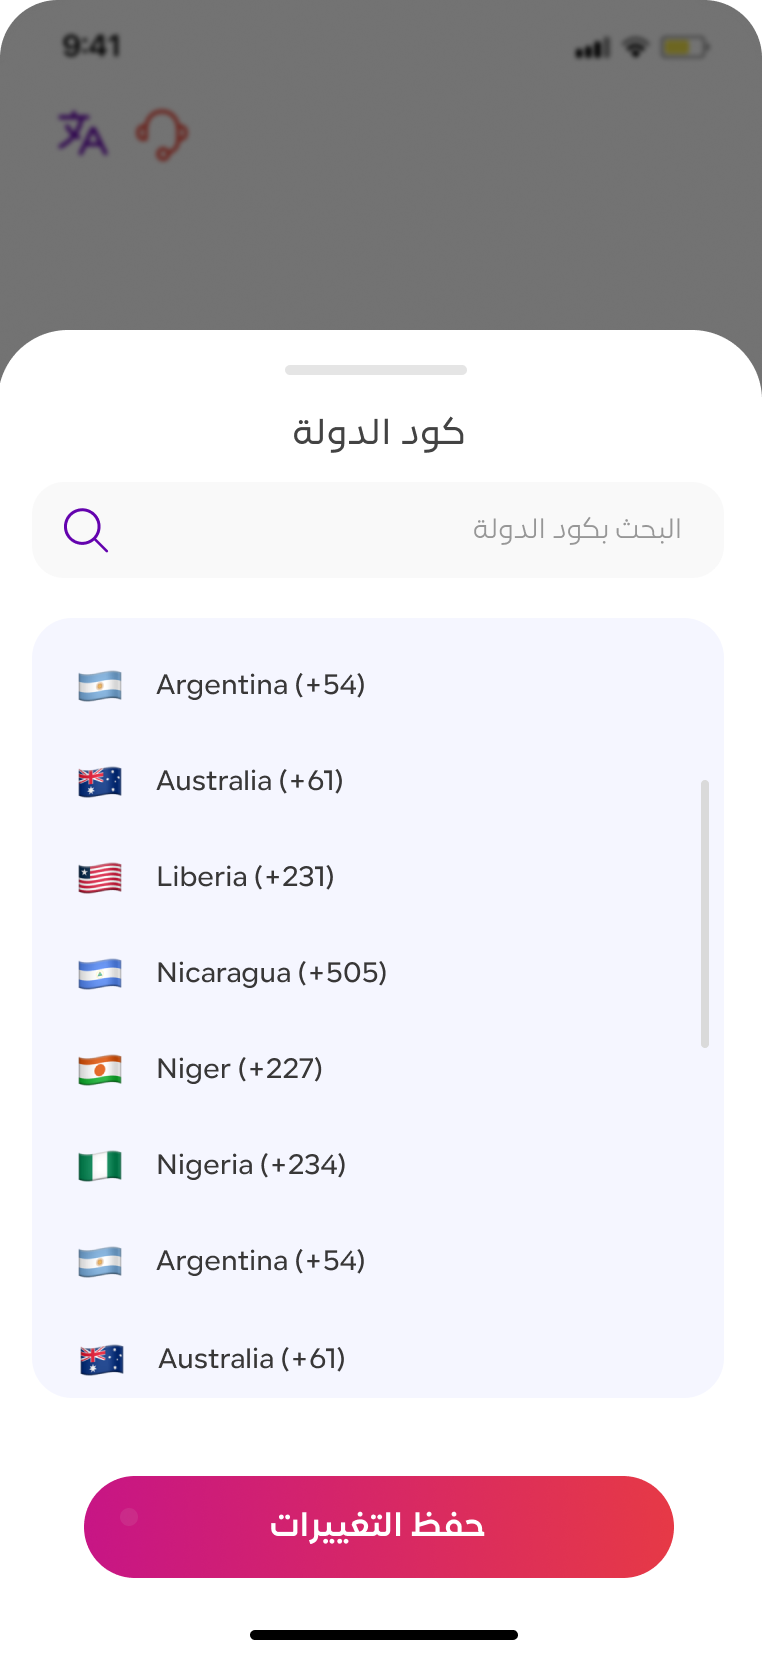 9:41
كود الدولة
البحث بكود الدولة
Argentina (+54)
Australia (+61)
Liberia (+231)
Nicaragua (+505)
Niger (+227)
Nigeria (+234)
Argentina (+54)
Australia (+61)
حفظ التغييرات